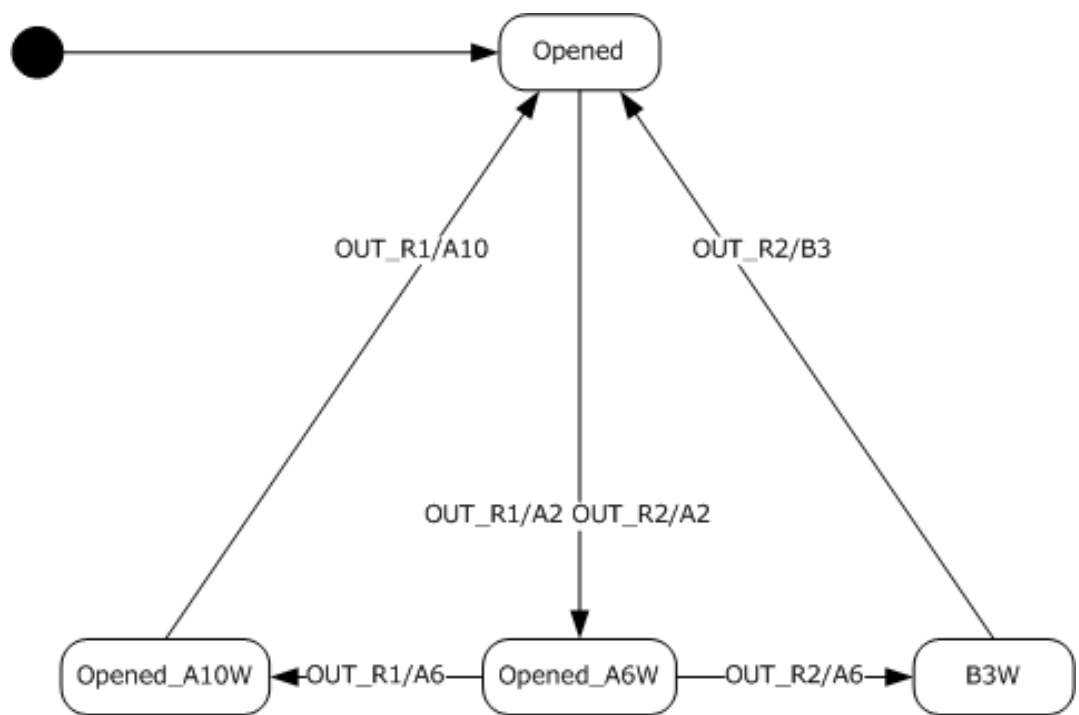 Opened
OUT_R1/A10
OUT_R2/B3
OUT_R1/A2 OUT_R2/A2
Opened_A10W
OUT_R1/A6
Opened_A6W
OUT_R2/A6
B3W